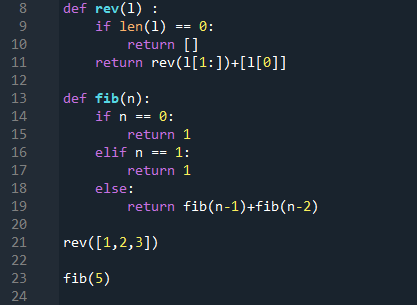 8 def rev(l) :
9     if len(l) == 0:
10         return []
11     return rev(l[1:])+[l[0]]
12
13 def fib(n):
14     if n == 0:
15         return 1
16     elif n == 1:
17         return 1
18     else:
19         return fib(n-1)+fib(n-2)
20
21 rev([1,2,3])
22
23 fib(5)
24